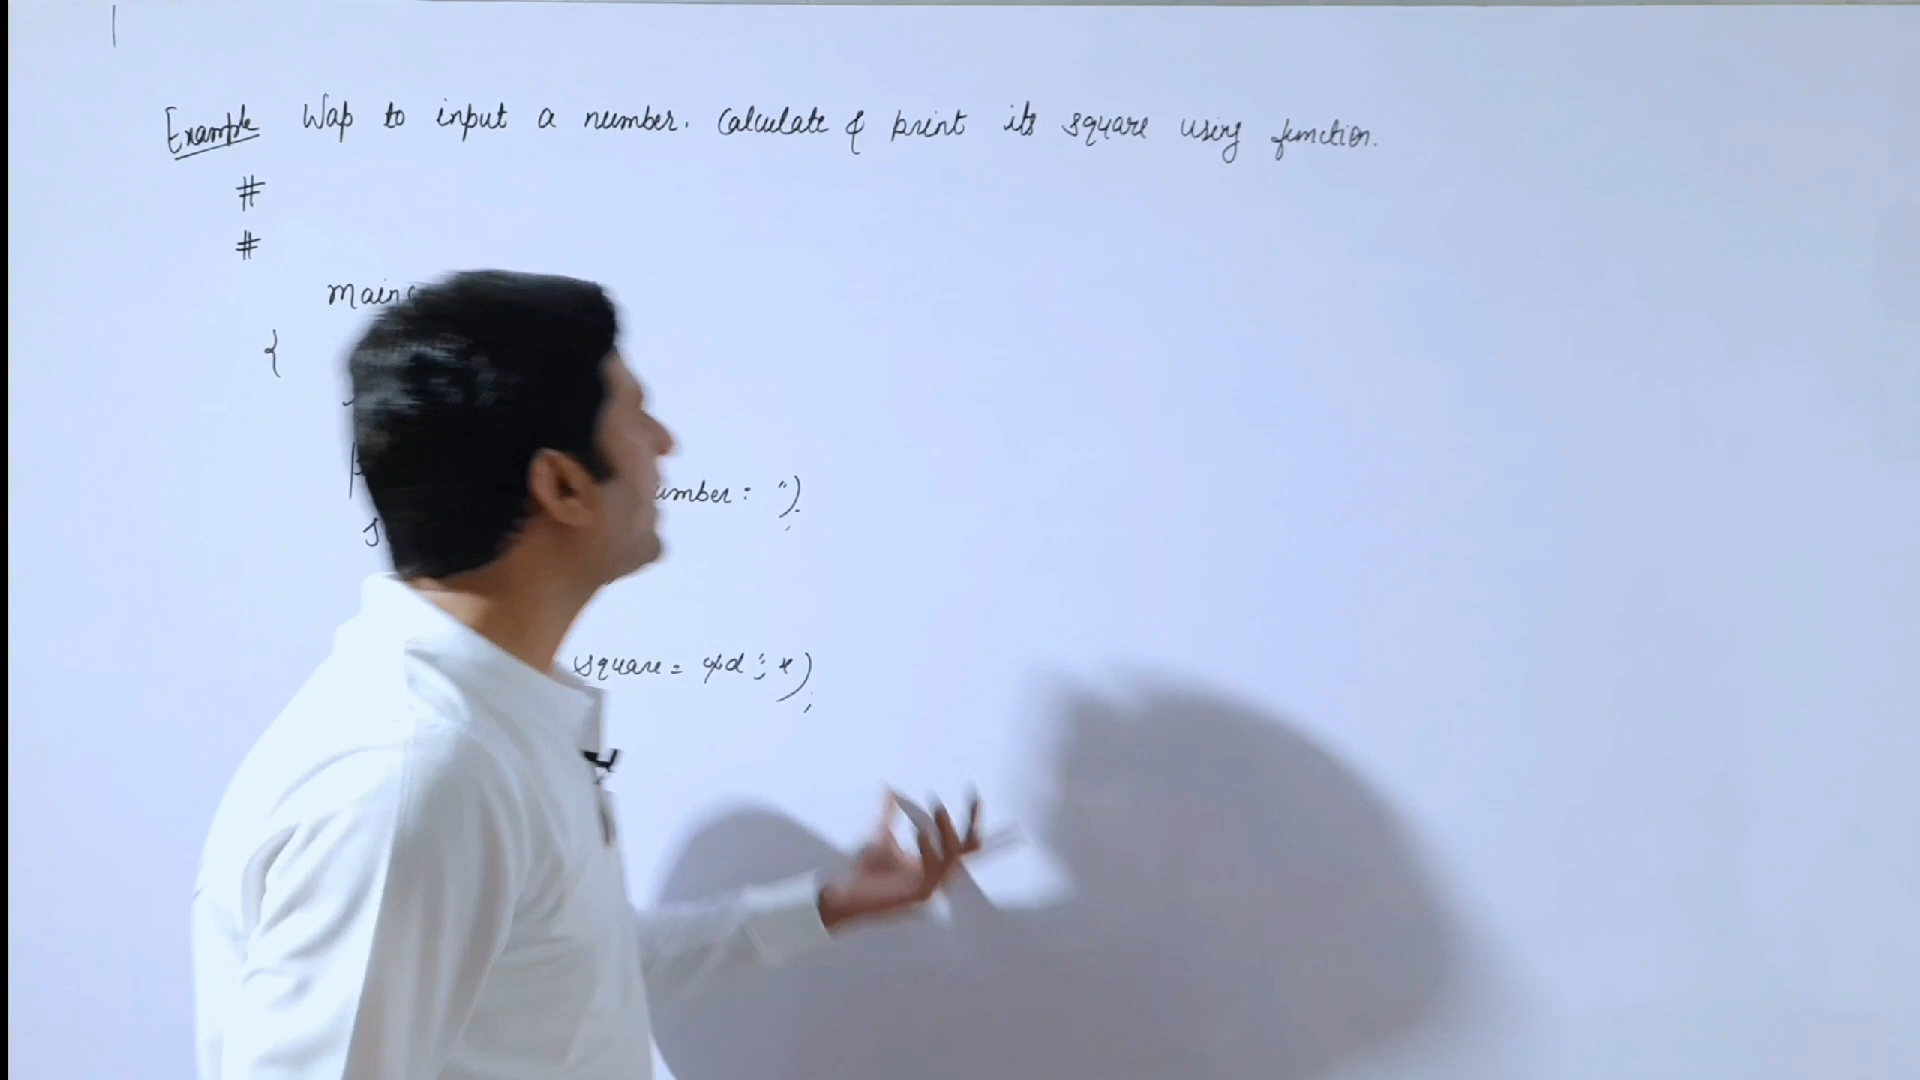 Example Wap to input a number. Calculate & print its square using function.
#
#
main(
{
umber : ");
square = %d", *);